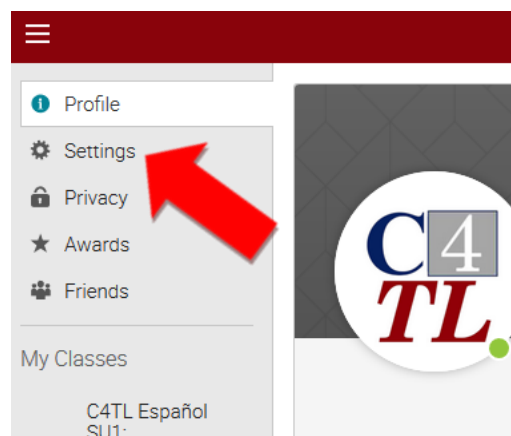 Profile
Settings
Privacy
Awards
Friends
My Classes
C4TL Español
SU1:
C4
TL